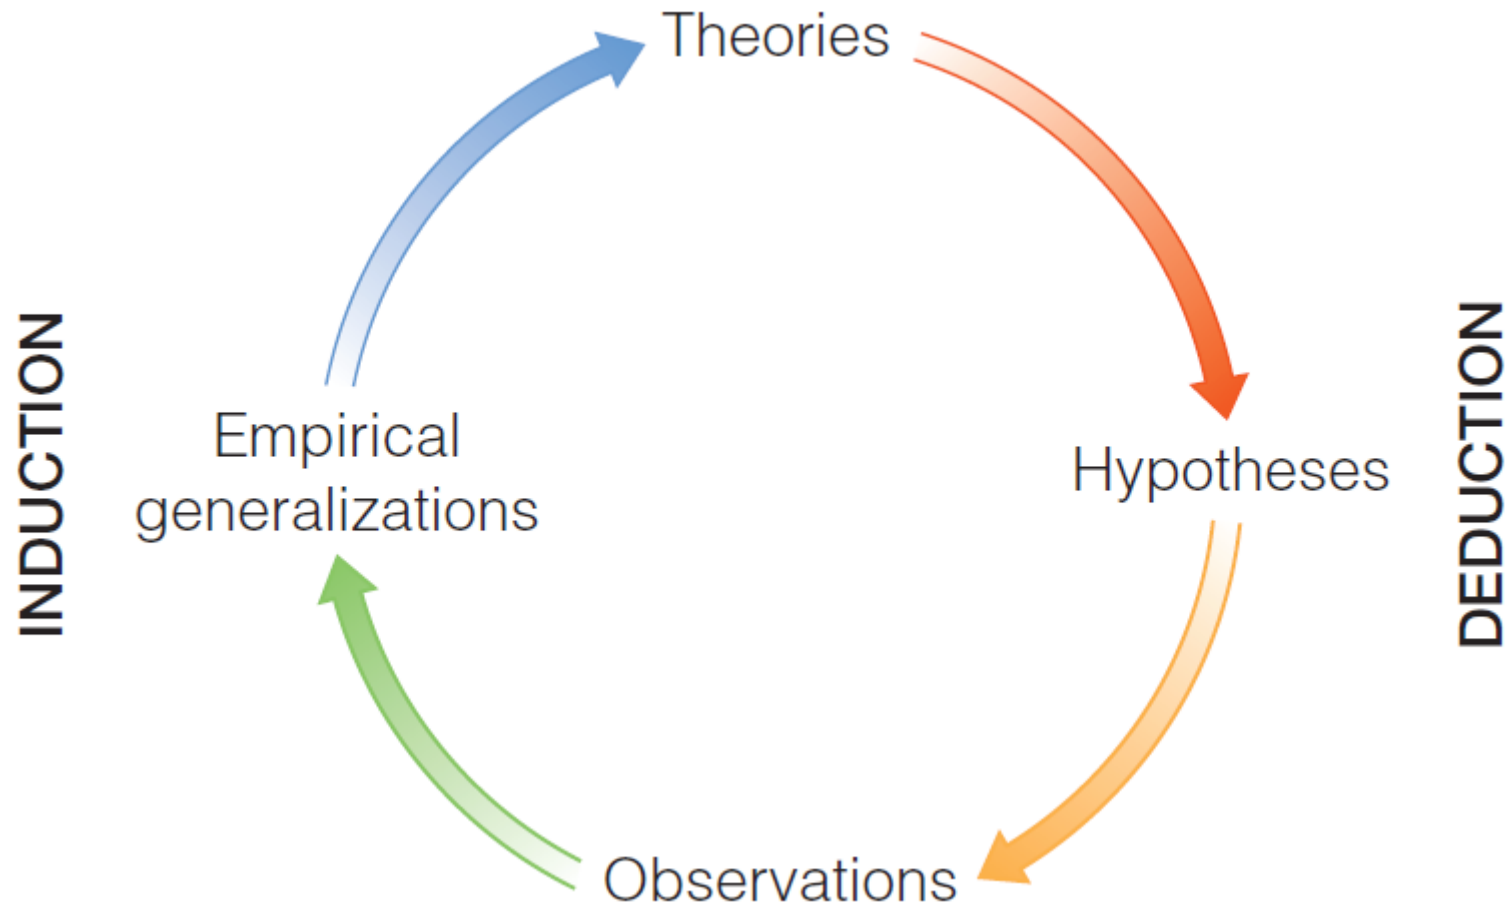 Theories
INDUCTION
Empirical
generalizations
Hypotheses
DEDUCTION
Observations